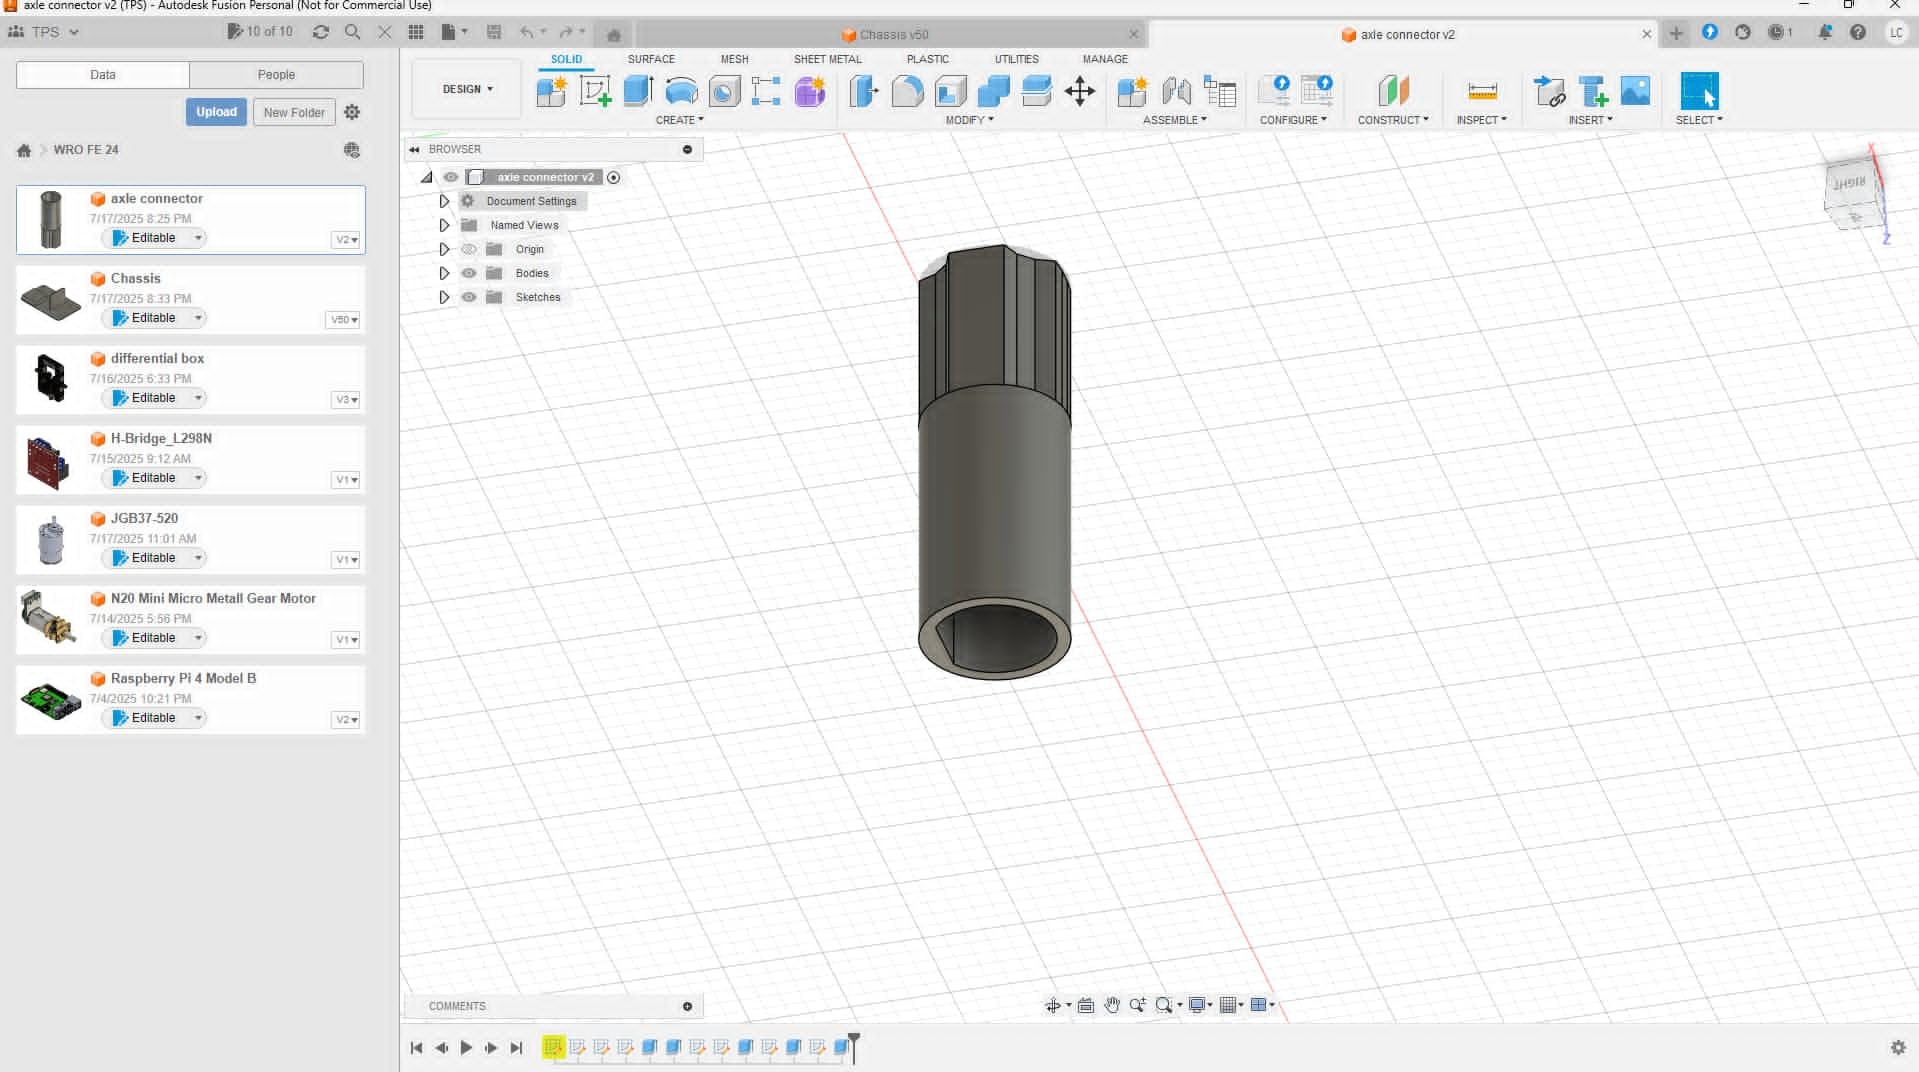 axle connector v2 (TPS) - Autodesk Fusion Personal (Not for Commercial Use)
TPS
10 of 10
Chassis v50
axle connector v2
1
LC
Data
People
Upload
New Folder
WRO FE 24
axle connector
7/17/2025 8:25 PM
Editable
V2
Chassis
7/17/2025 8:33 PM
Editable
V50
differential box
7/16/2025 6:33 PM
Editable
V3
H-Bridge_L298N
7/15/2025 9:12 AM
Editable
V1
JGB37-520
7/17/2025 11:01 AM
Editable
V1
N20 Mini Micro Metall Gear Motor
7/14/2025 5:56 PM
Editable
V1
Raspberry Pi 4 Model B
7/4/2025 10:21 PM
Editable
V2
DESIGN
SOLID
SURFACE
MESH
SHEET METAL
PLASTIC
UTILITIES
MANAGE
CREATE
MODIFY
ASSEMBLE
CONFIGURE
CONSTRUCT
INSPECT
INSERT
SELECT
BROWSER
axle connector v2
Document Settings
Named Views
Origin
Bodies
Sketches
X
RIGHT
Z
COMMENTS